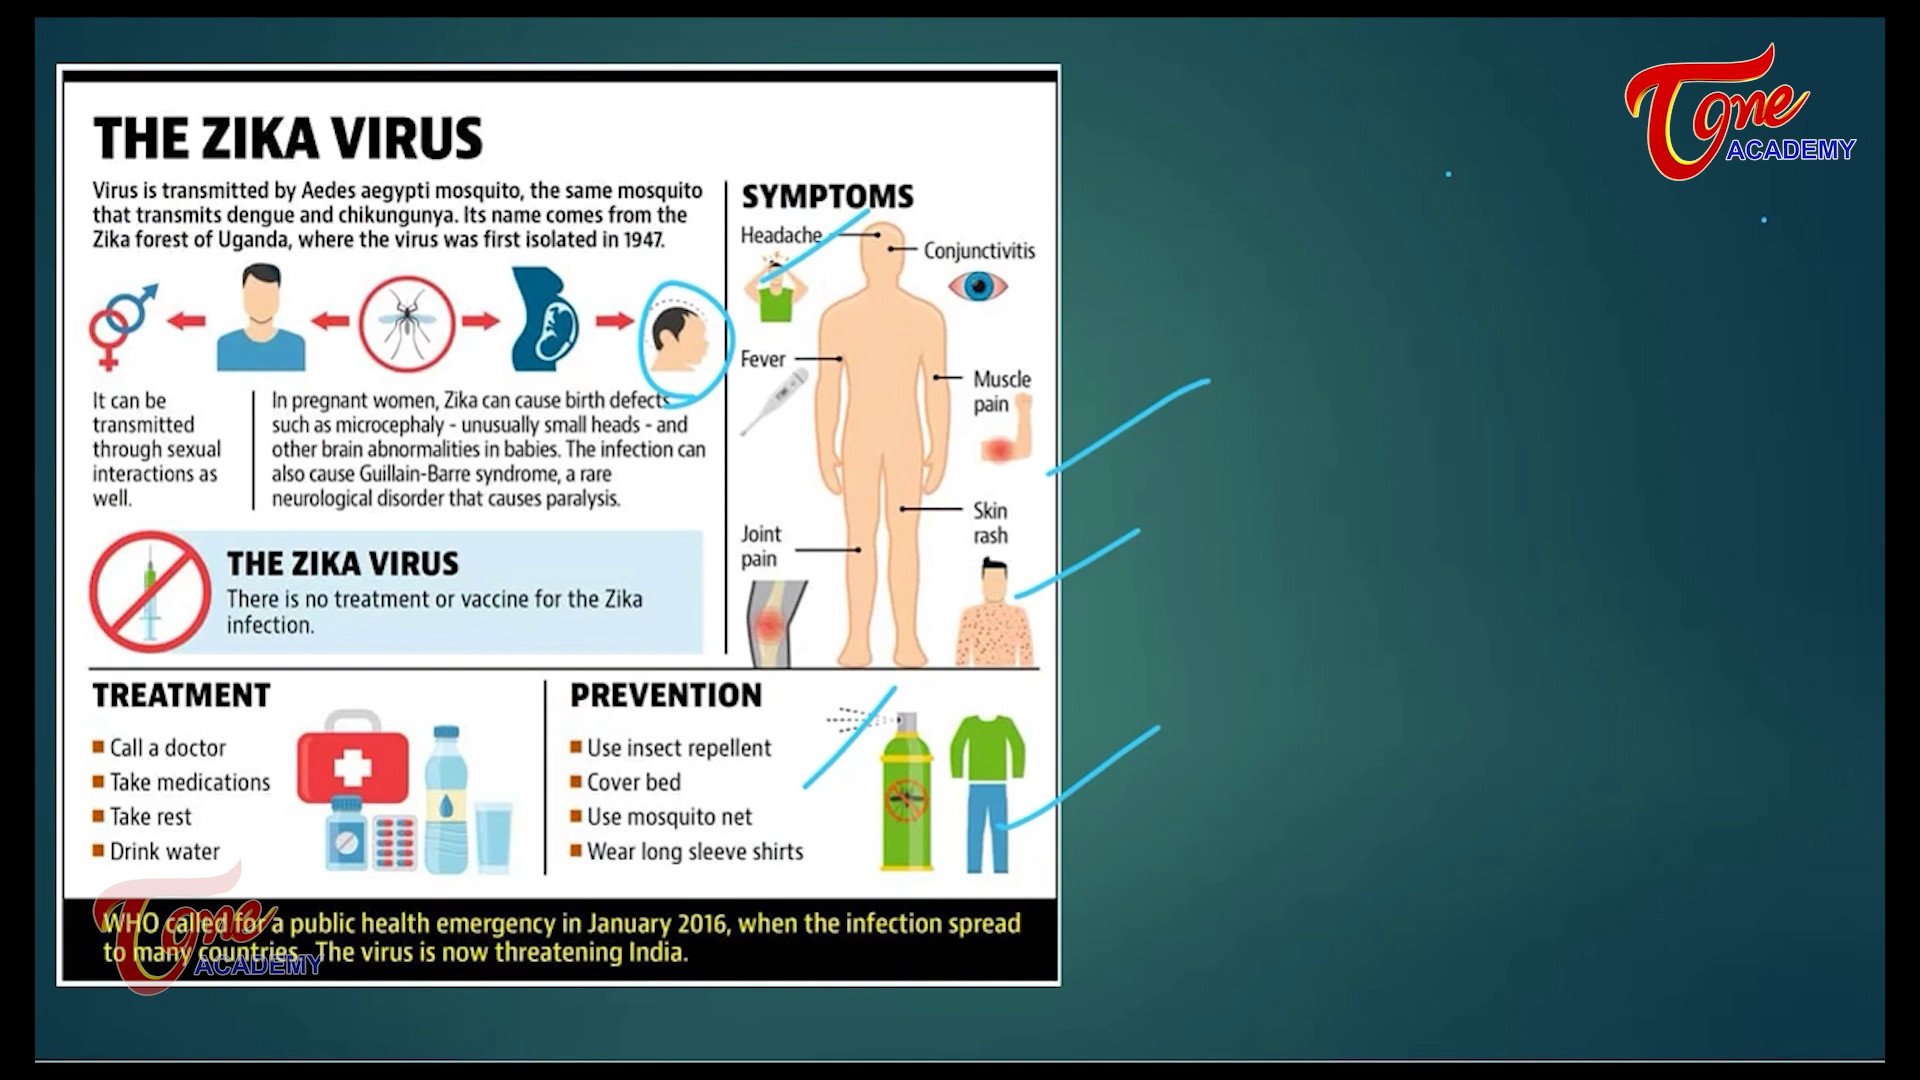 Tone
ACADEMY
THE ZIKA VIRUS
Virus is transmitted by Aedes aegypti mosquito, the same mosquito
that transmits dengue and chikungunya. Its name comes from the
Zika forest of Uganda, where the virus was first isolated in 1947.
It can be
transmitted
through sexual
interactions as
well.
In pregnant women, Zika can cause birth defects
such as microcephaly - unusually small heads - and
other brain abnormalities in babies. The infection can
also cause Guillain-Barre syndrome, a rare
neurological disorder that causes paralysis.
THE ZIKA VIRUS
There is no treatment or vaccine for the Zika
infection.
SYMPTOMS
Headache
Conjunctivitis
Fever
Muscle
pain
Skin
rash
Joint
pain
TREATMENT
Call a doctor
Take medications
Take rest
Drink water
PREVENTION
Use insect repellent
Cover bed
Use mosquito net
Wear long sleeve shirts
WHO called for a public health emergency in January 2016, when the infection spread
to many countries. The virus is now threatening India.
Tone
ACADEMY